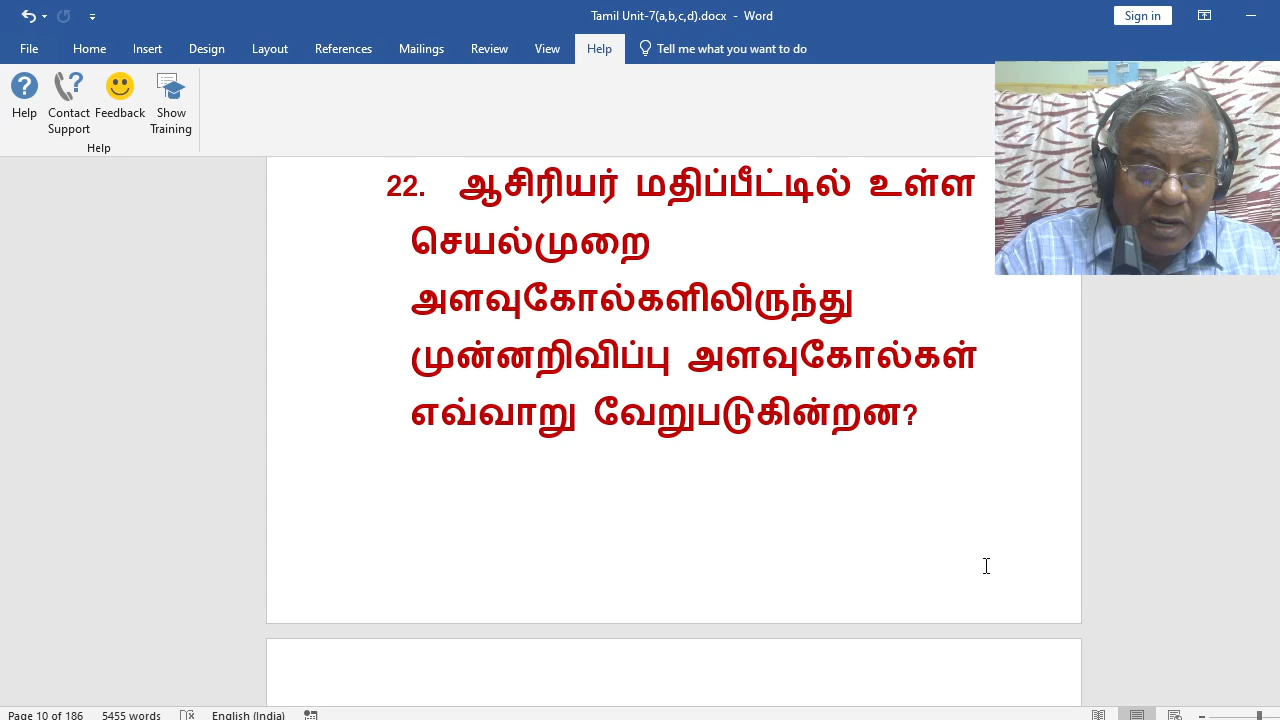 Tamil Unit-7(a,b,c,d).docx - Word
Sign in
File Home Insert Design Layout References Mailings Review View Help Tell me what you want to do
Help Contact Support Feedback Show Training
Help
22. ஆசிரியர் மதிப்பீட்டில் உள்ள
செயல்முறை
அளவுகோல்களிலிருந்து
முன்னறிவிப்பு அளவுகோல்கள்
எவ்வாறு வேறுபடுகின்றன?
Page 10 of 186 5455 words English (India)